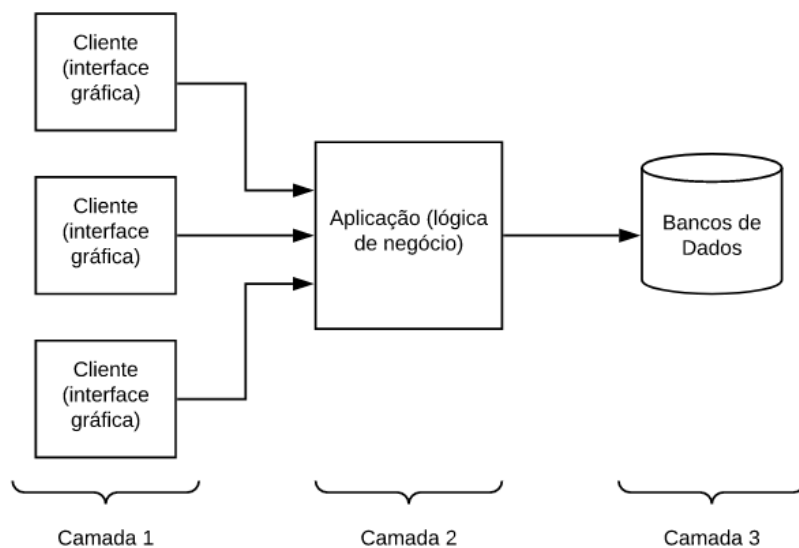 Cliente
(interface
gráfica)
Cliente
(interface
gráfica)
Cliente
(interface
gráfica)
Aplicação (lógica
de negócio)
Bancos de
Dados
Camada 1
Camada 2
Camada 3